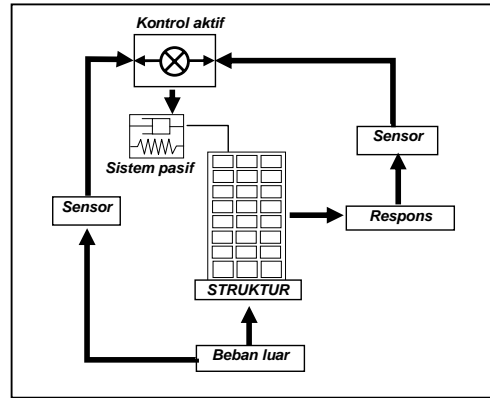 Kontrol aktif
Sistem pasif
Sensor
Sensor
Respons
STRUKTUR
Beban luar